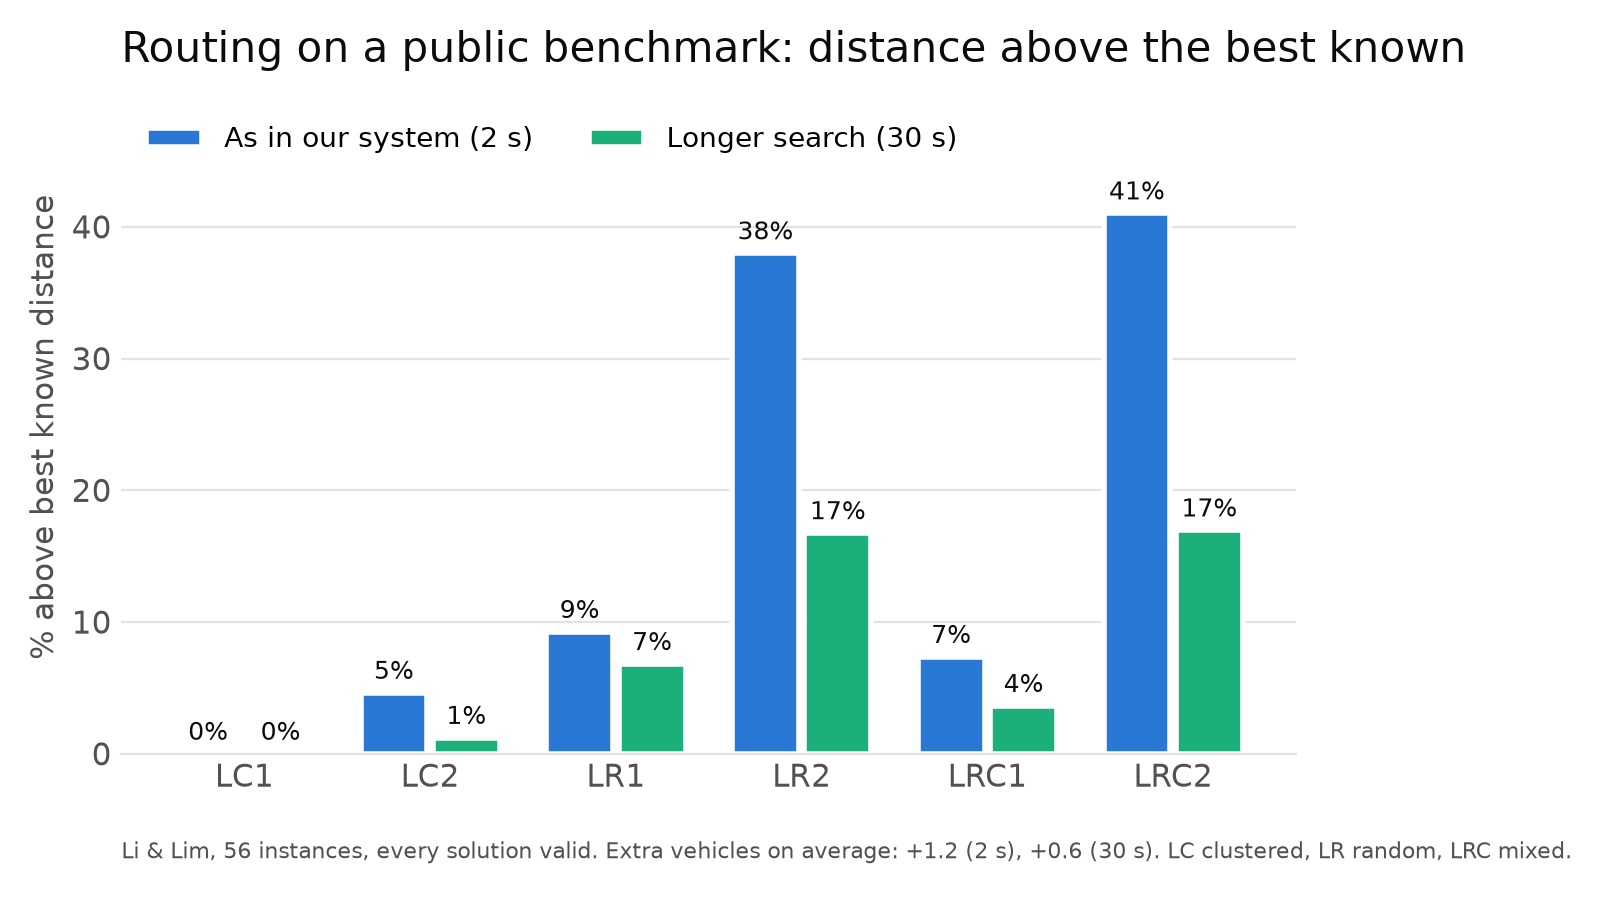 Routing on a public benchmark: distance above the best known
As in our system (2 s)
Longer search (30 s)
% above best known distance
40
30
20
10
0
0%
0%
5%
1%
9%
7%
38%
17%
7%
4%
41%
17%
LC1
LC2
LR1
LR2
LRC1
LRC2
Li & Lim, 56 instances, every solution valid. Extra vehicles on average: +1.2 (2 s), +0.6 (30 s). LC clustered, LR random, LRC mixed.